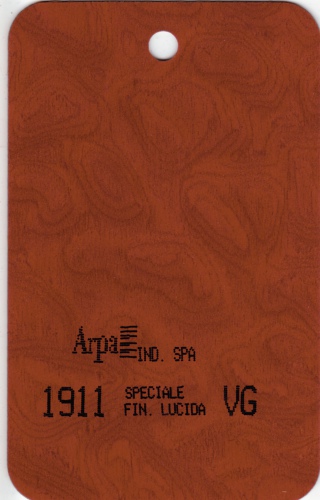 Arpa IND. SPA
1911 SPECIALE FIN. LUCIDA VG